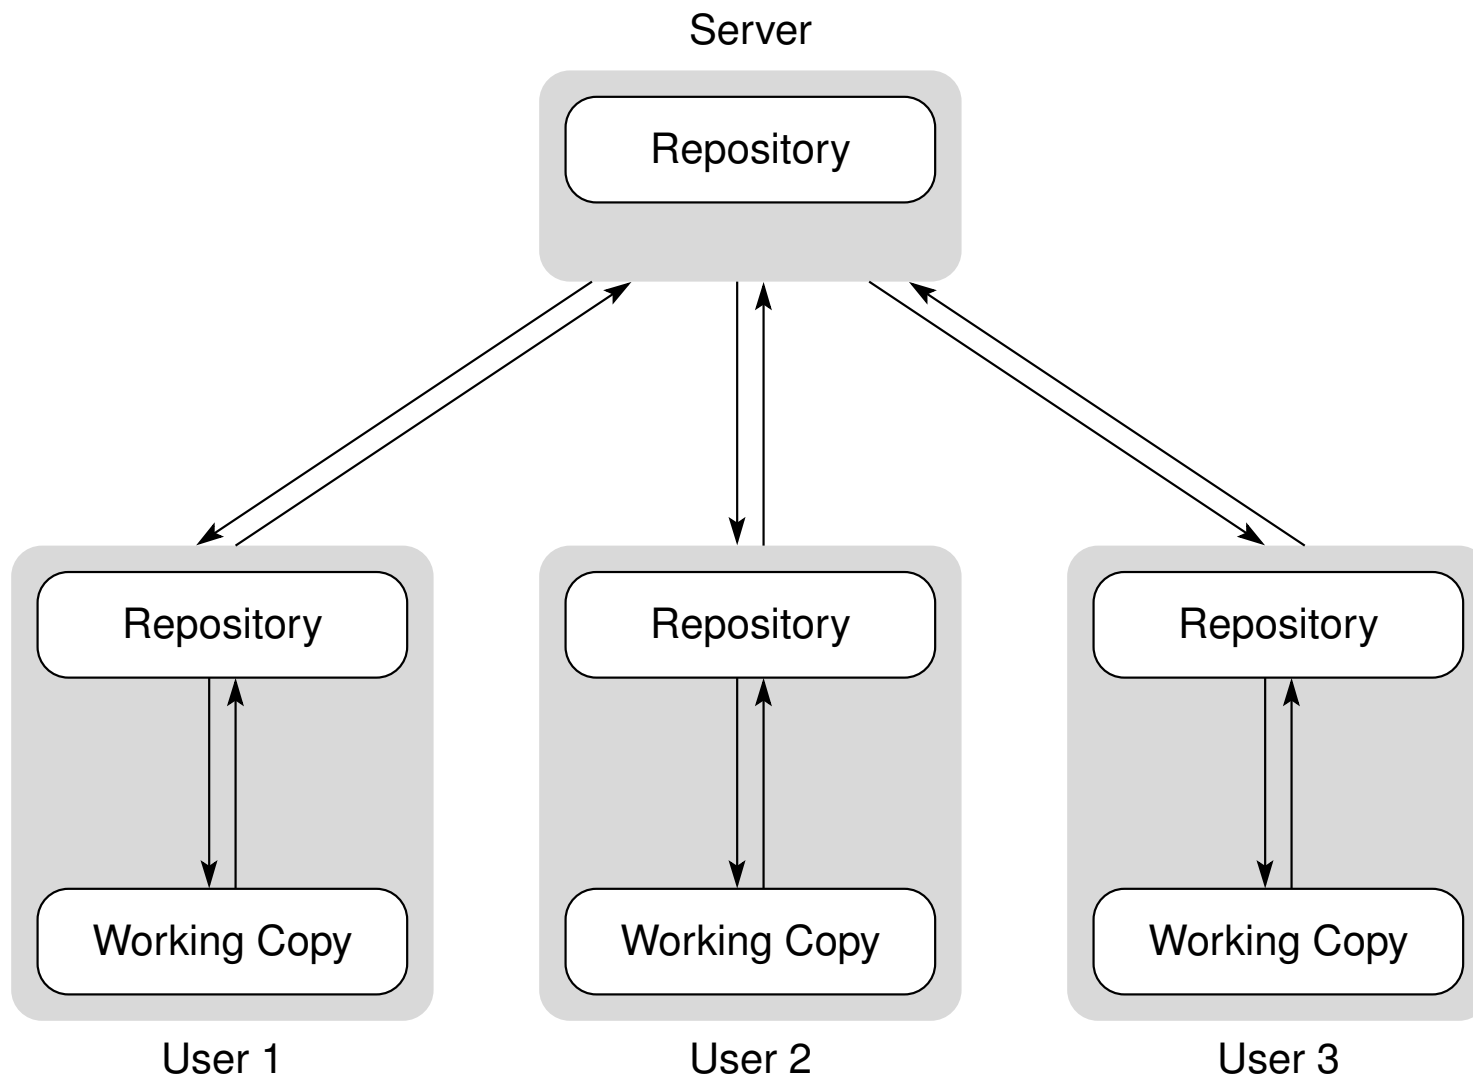 Server
Repository
Repository
Repository
Repository
Working Copy
Working Copy
Working Copy
User 1
User 2
User 3